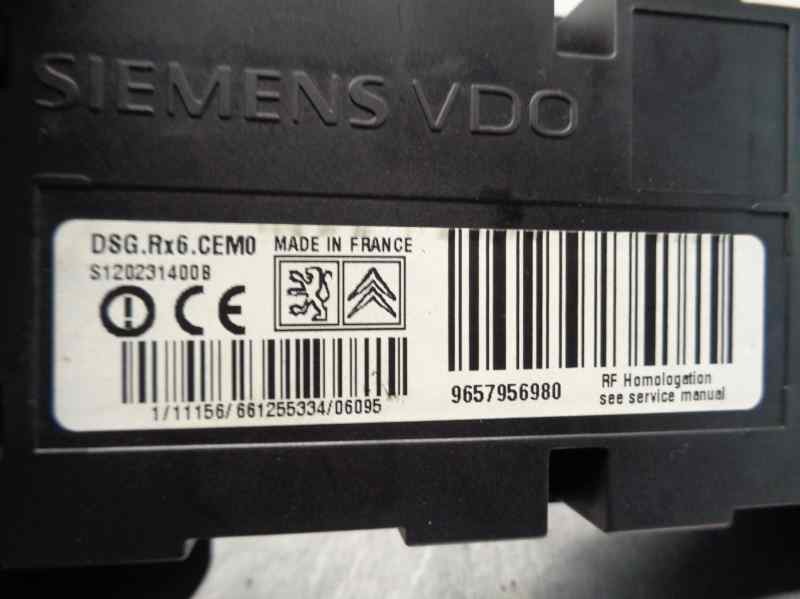 SIEMENS VDO
DSG.Rx6.CEM0 MADE IN FRANCE
S120231400B
CE
1/11156/661255334/06095
9657956980
RF Homologation
see service manual